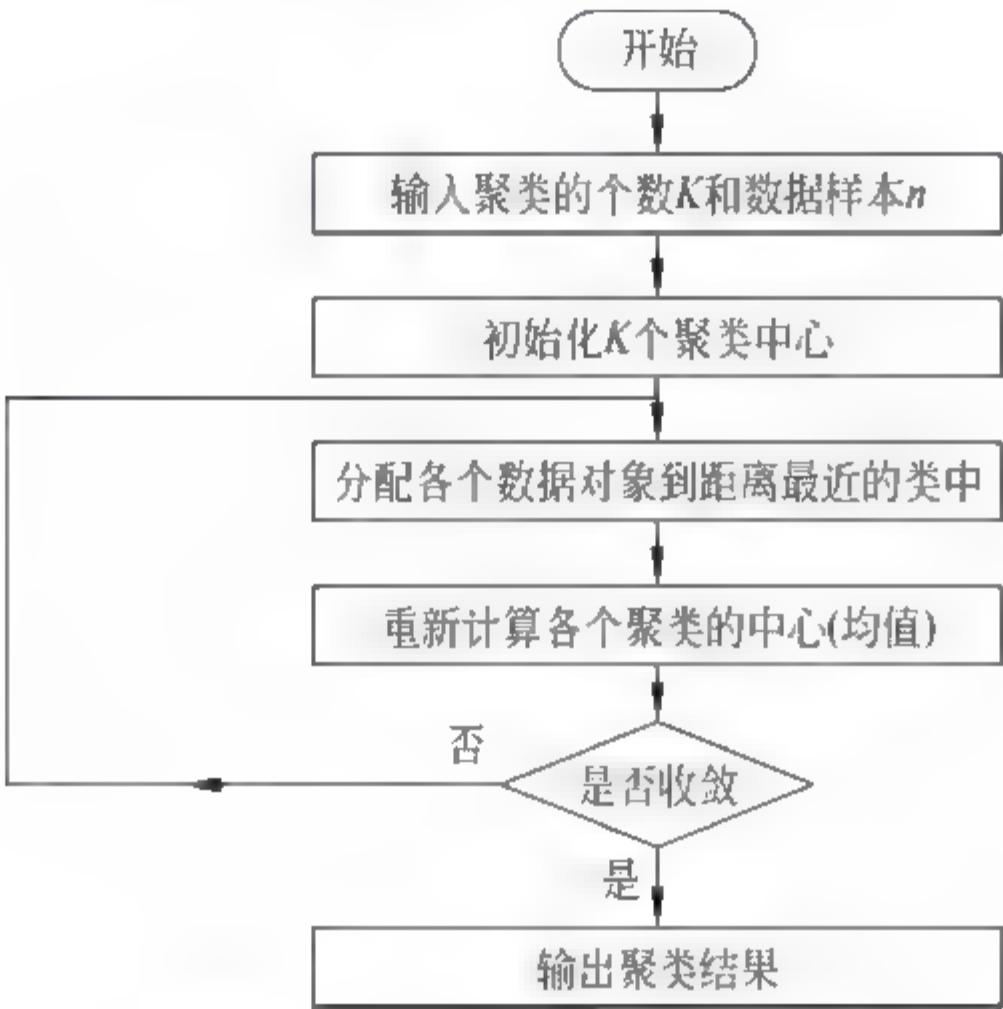 开始
输入聚类的个数K和数据样本n
初始化K个聚类中心
分配各个数据对象到距离最近的类中
重新计算各个聚类的中心(均值)
否
是否收敛
是
输出聚类结果